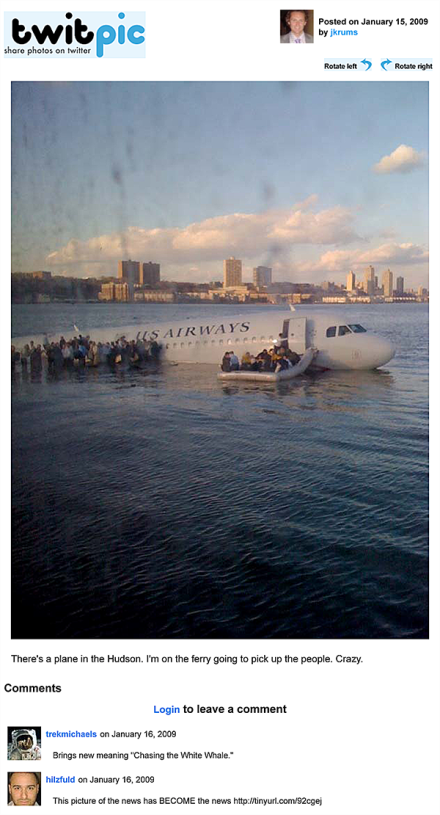 twitpic
share photos on twitter
Posted on January 15, 2009
by jkrums
Rotate left Rotate right
US AIRWAYS
There's a plane in the Hudson. I'm on the ferry going to pick up the people. Crazy.
Comments
Login to leave a comment
trekmichaels on January 16, 2009
Brings new meaning "Chasing the White Whale."
hilzfuld on January 16, 2009
This picture of the news has BECOME the news http://tinyurl.com/92cgej